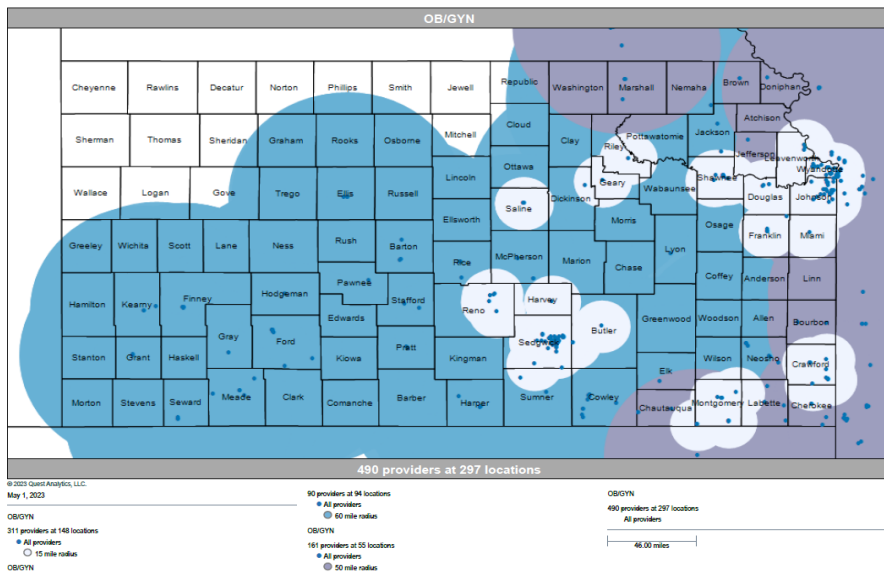 OB/GYN
Cheyenne Rawlins Decatur Norton Phillips Smith Jewell Republic Washington Marshall Nemaha Brown Doniphan
Sherman Thomas Sheridan Graham Rooks Osborne Mitchell Cloud Clay Riley Pottawatomie Jackson Atchison
Jefferson Leavenworth
Wallace Logan Gove Trego Ellis Russell Lincoln Ottawa Dickinson Geary Wabaunsee Shawnee Douglas Johnson Wyandotte
Saline Ellsworth Morris Osage Franklin Miami
Greeley Wichita Scott Lane Ness Rush Barton Rice McPherson Marion Chase Lyon
Hamilton Kearny Finney Hodgeman Pawnee Stafford Reno Harvey Coffey Anderson Linn
Gray Ford Edwards Sedgwick Butler Greenwood Woodson Allen Bourbon
Stanton Grant Haskell Kiowa Pratt Kingman Elk Wilson Neosho Crawford
Morton Stevens Seward Meade Clark Comanche Barber Harper Sumner Cowley Chautauqua Montgomery Labette Cherokee
490 providers at 297 locations
© 2023 Quest Analytics, LLC.
May 1, 2023
OB/GYN
311 providers at 148 locations
All providers
15 mile radius
OB/GYN
90 providers at 94 locations
All providers
60 mile radius
OB/GYN
161 providers at 55 locations
All providers
50 mile radius
OB/GYN
490 providers at 297 locations
All providers
46.00 miles